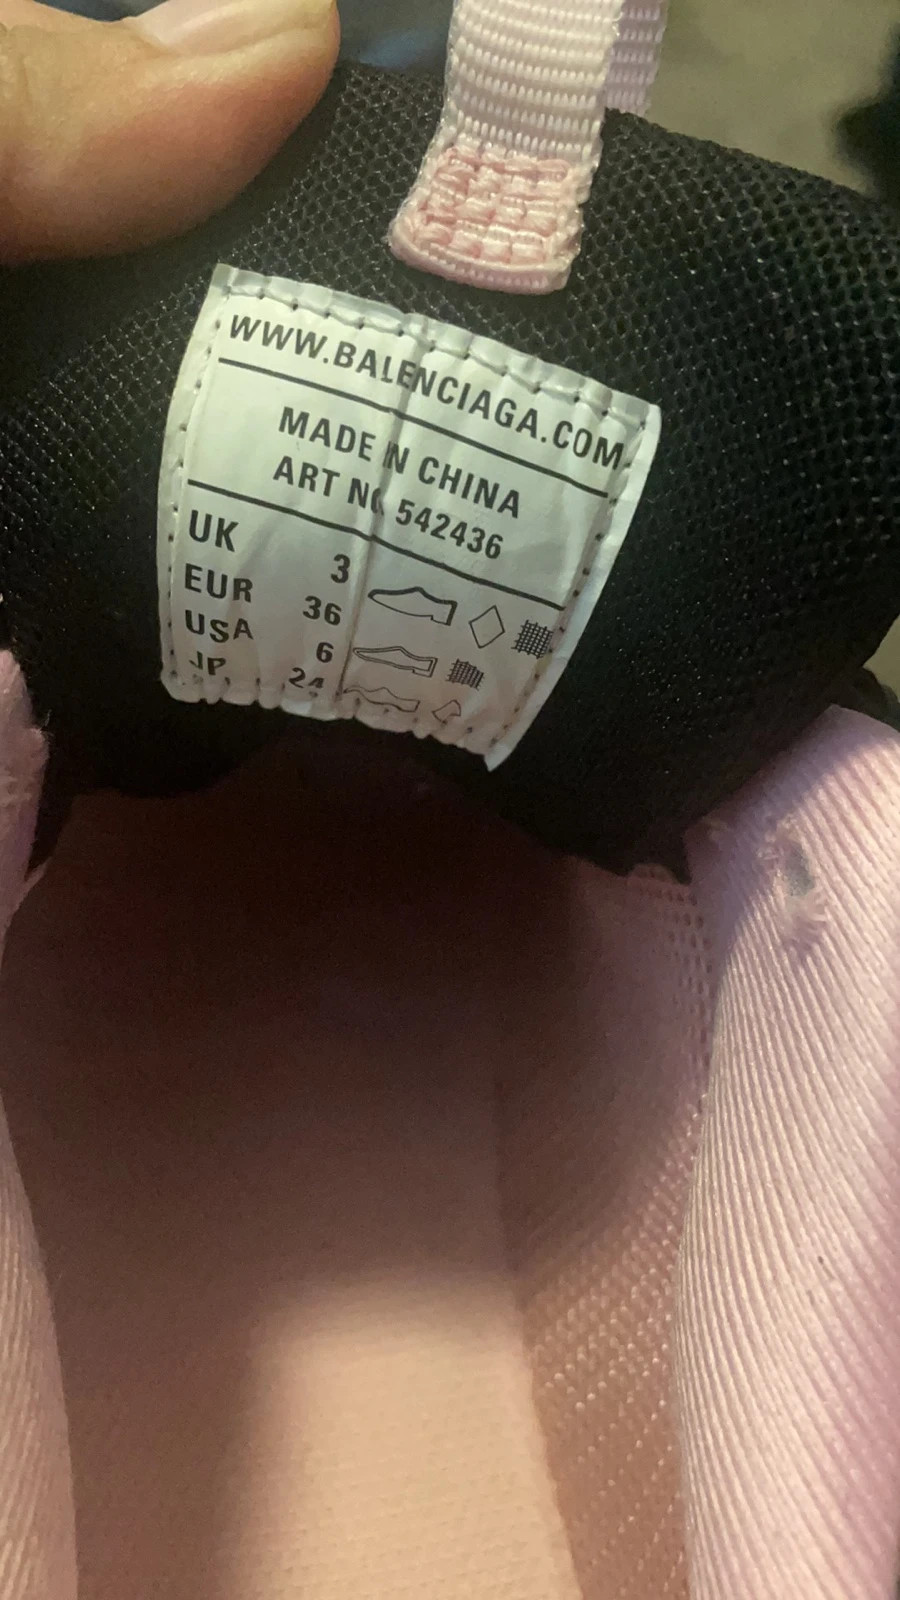 WWW.BALENCIAGA.COM
MADE IN CHINA
ART NO 542436
UK 3
EUR 36
USA 6
JP 24